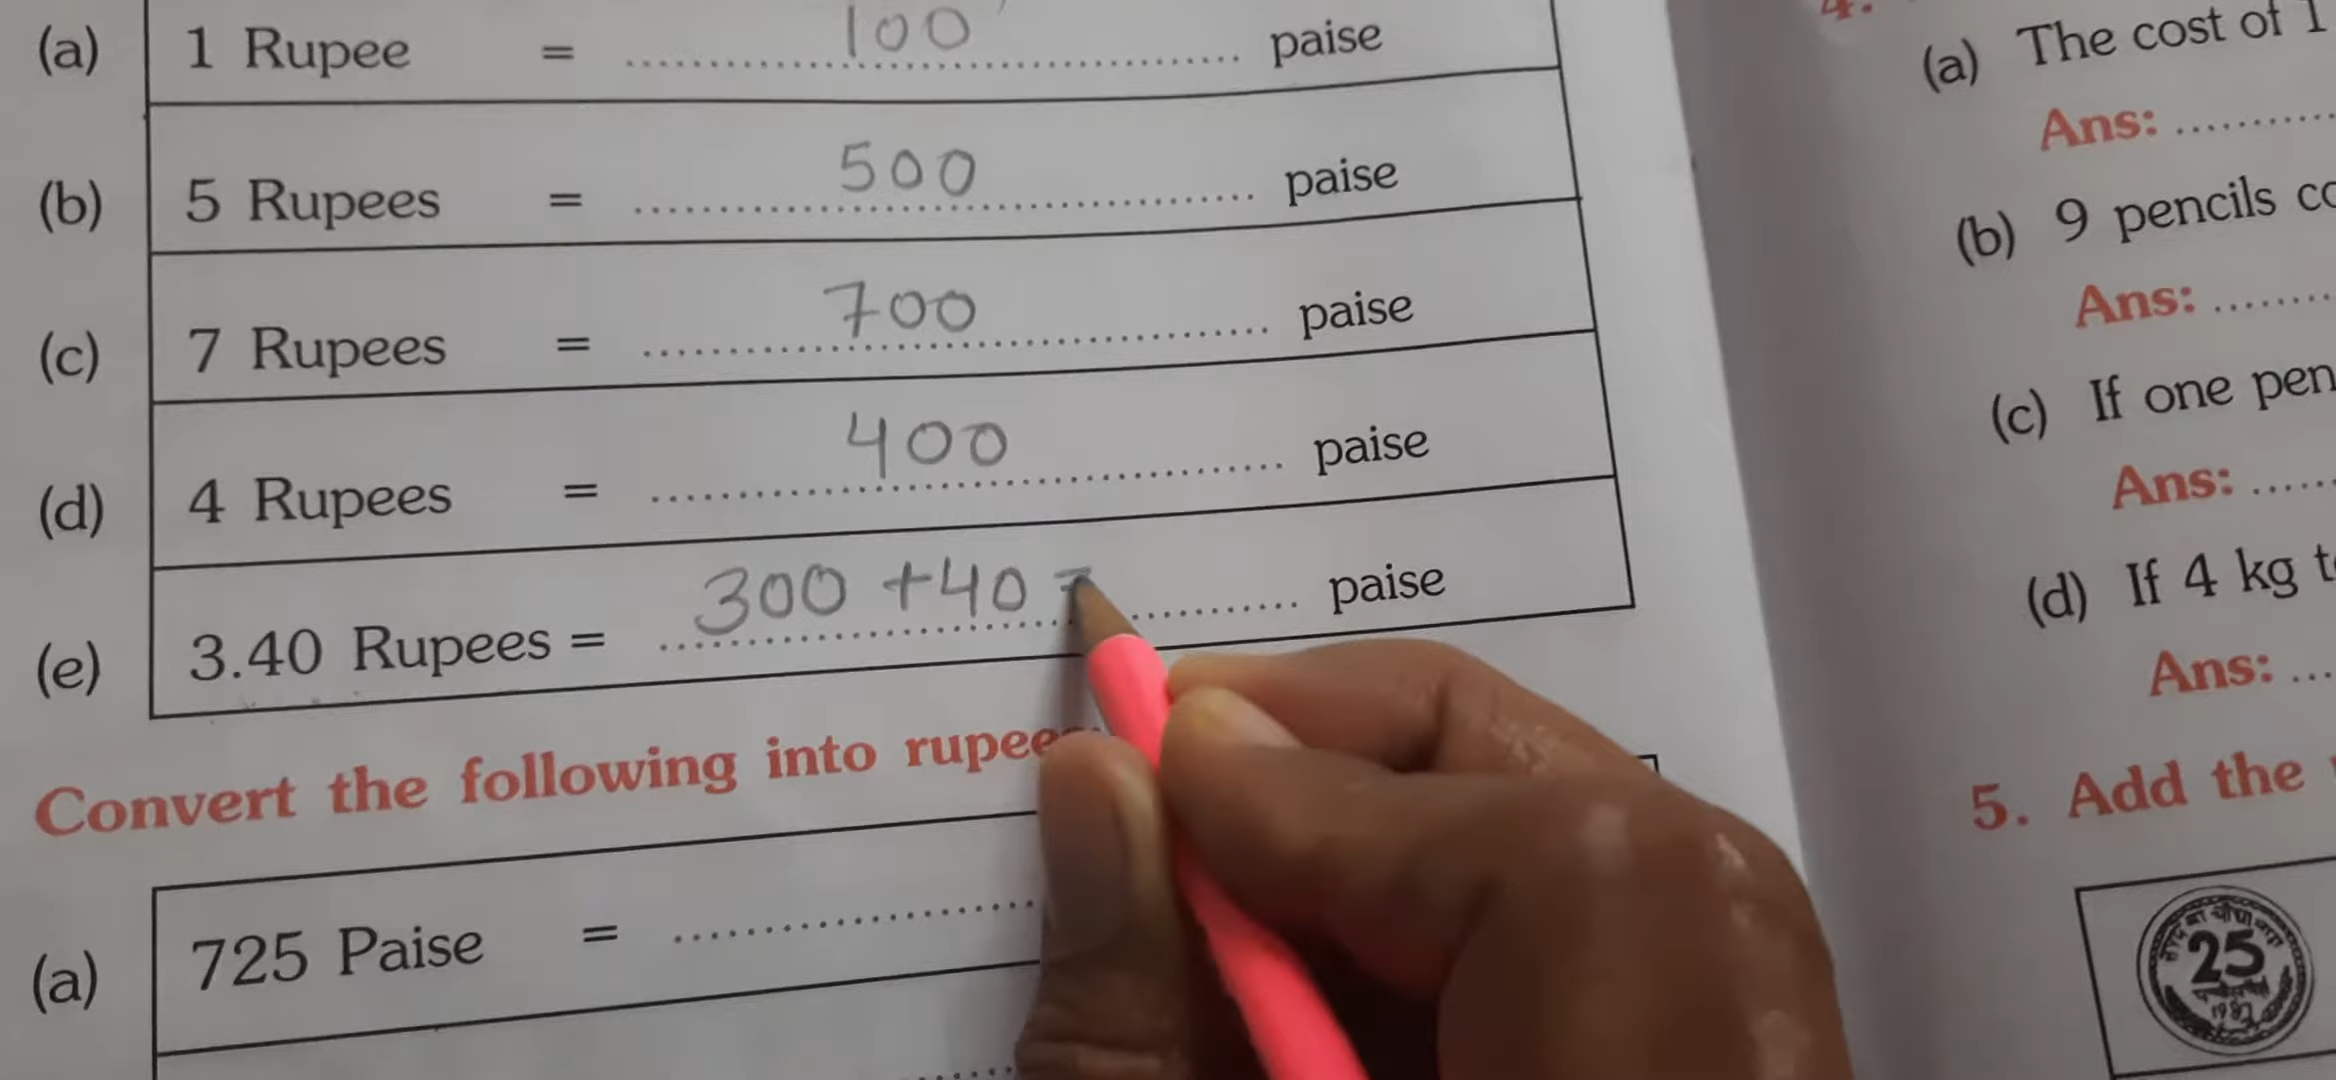 (a) 1 Rupee = 100 paise
(b) 5 Rupees = 500 paise
(c) 7 Rupees = 700 paise
(d) 4 Rupees = 400 paise
(e) 3.40 Rupees = 300 + 40 = paise
Convert the following into rupees
(a) 725 Paise =
4.
(a) The cost of 1
Ans:
(b) 9 pencils
Ans:
(c) If one pen
Ans:
(d) If 4 kg
Ans:
5. Add the
25